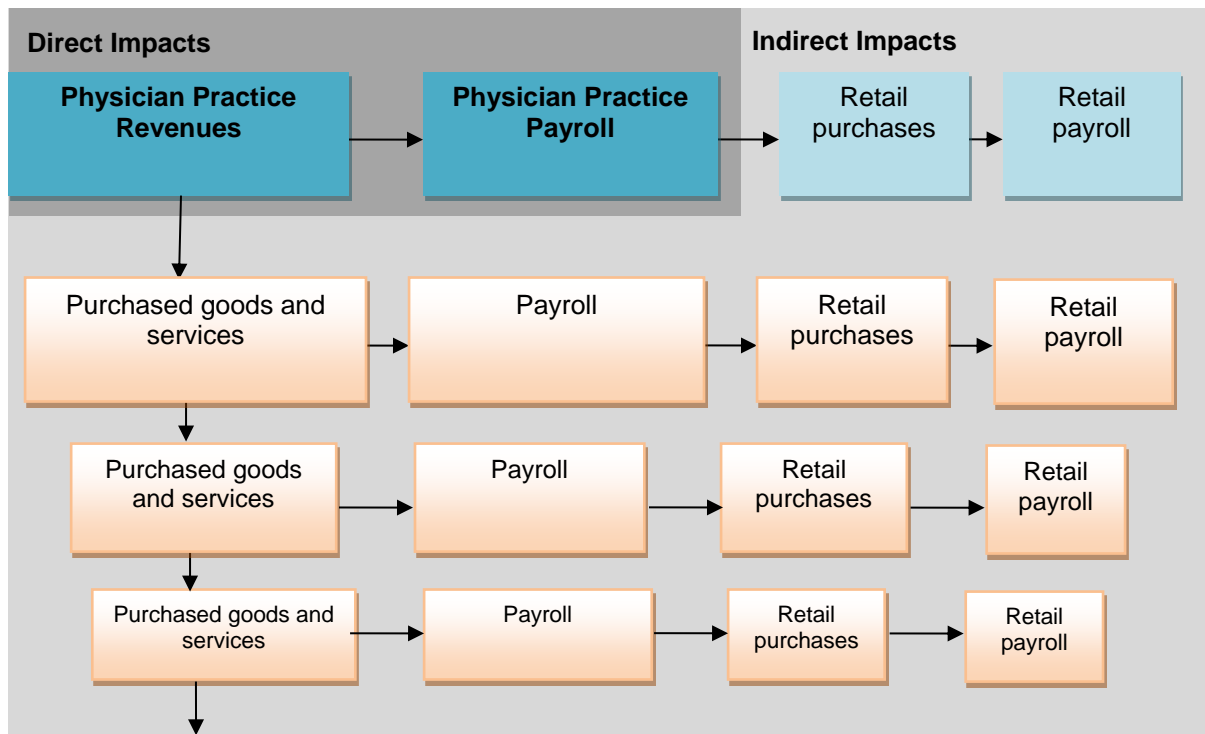 Direct Impacts
Indirect Impacts
Physician Practice
Revenues
Physician Practice
Payroll
Retail
purchases
Retail
payroll
Purchased goods and
services
Payroll
Retail
purchases
Retail
payroll
Purchased goods
and services
Payroll
Retail
purchases
Retail
payroll
Purchased goods and
services
Payroll
Retail
purchases
Retail
payroll